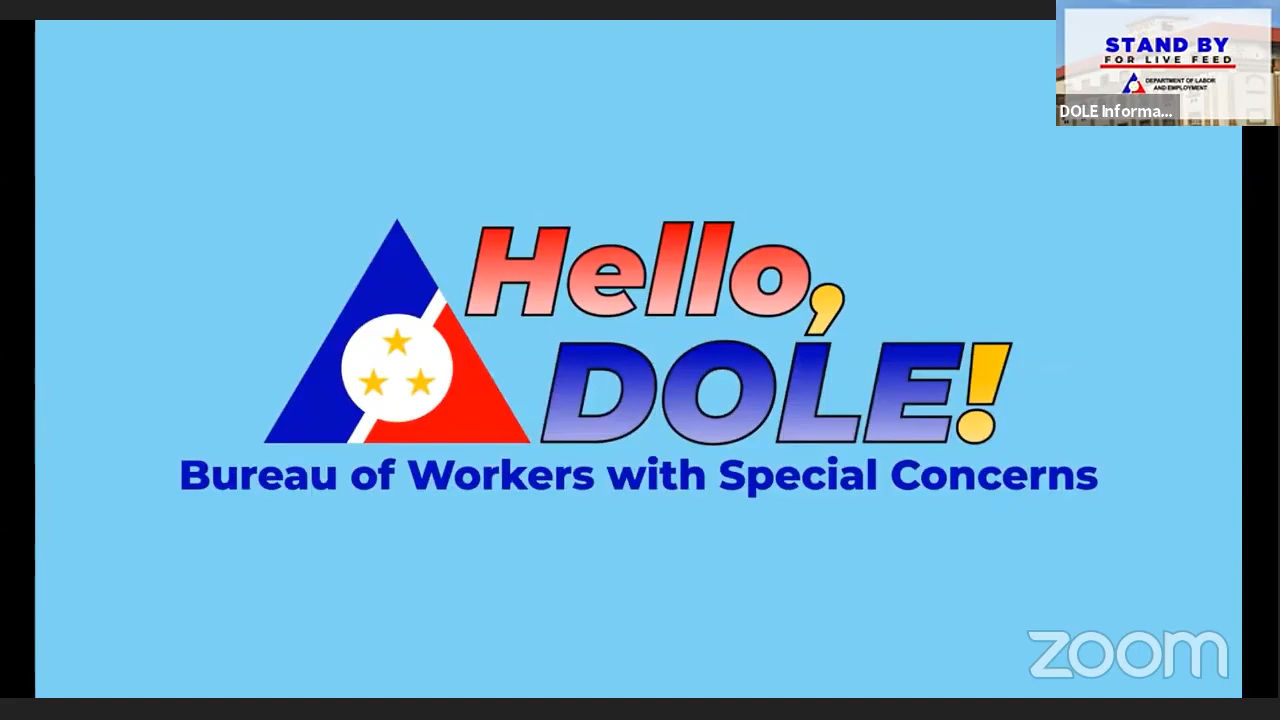 STAND BY
FOR LIVE FEED
DEPARTMENT OF LABOR
AND EMPLOYMENT
DOLE Informa...
Hello,
DOLE!
Bureau of Workers with Special Concerns
zoom